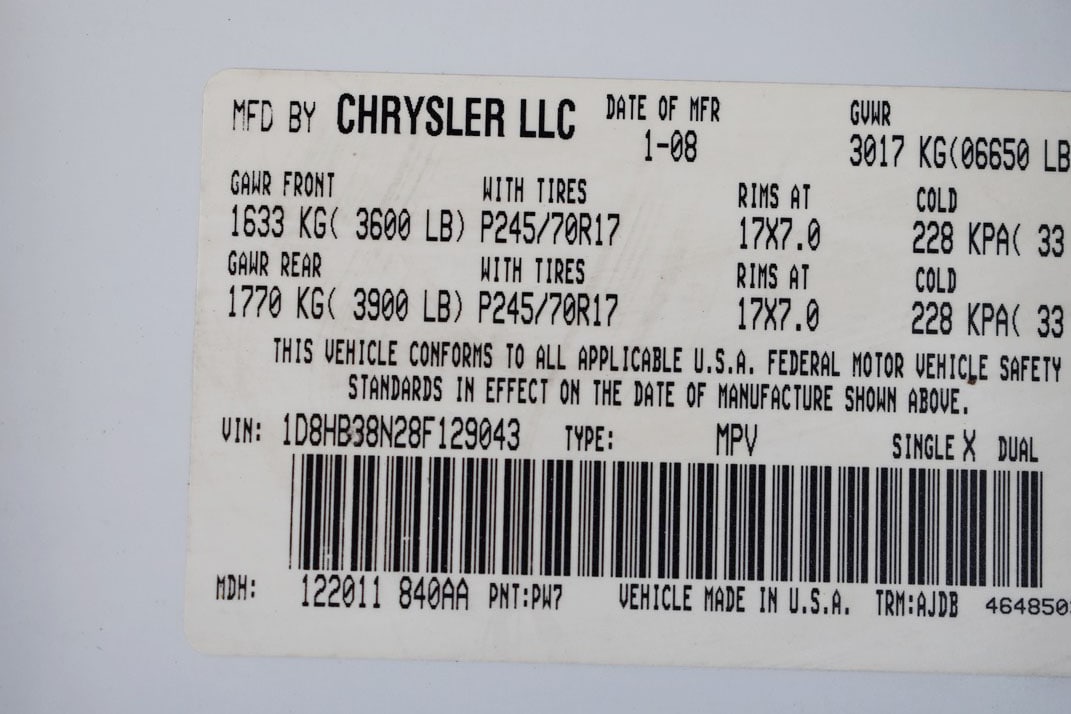 MFD BY CHRYSLER LLC DATE OF MFR GVWR
1-08 3017 KG(06650 LB
GAWR FRONT WITH TIRES RIMS AT COLD
1633 KG( 3600 LB) P245/70R17 17X7.0 228 KPA( 33
GAWR REAR WITH TIRES RIMS AT COLD
1770 KG( 3900 LB) P245/70R17 17X7.0 228 KPA( 33
THIS VEHICLE CONFORMS TO ALL APPLICABLE U.S.A. FEDERAL MOTOR VEHICLE SAFETY
STANDARDS IN EFFECT ON THE DATE OF MANUFACTURE SHOWN ABOVE.
VIN: 1D8HB38N28F129043 TYPE: MPV SINGLE X DUAL
MDH: 122011 840AA PNT:PW7 VEHICLE MADE IN U.S.A. TRM:AJDB 464850